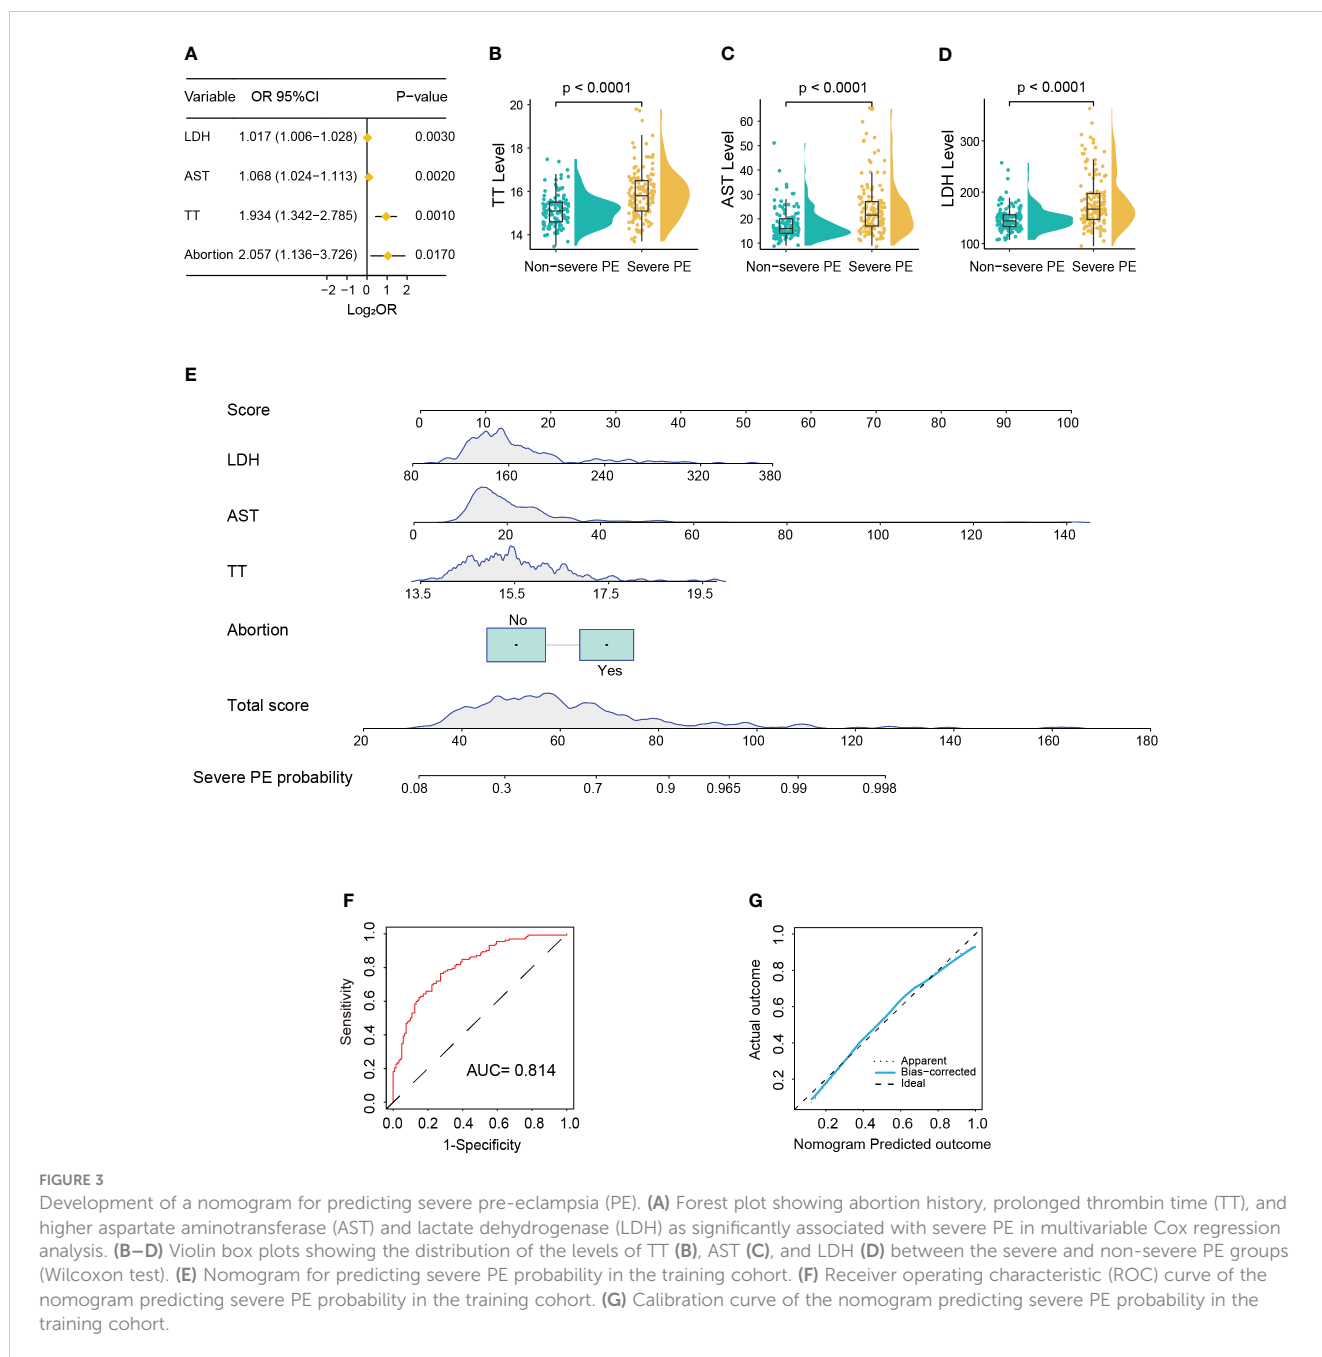 A
Variable OR 95%CI P−value
LDH 1.017 (1.006−1.028) 0.0030
AST 1.068 (1.024−1.113) 0.0020
TT 1.934 (1.342−2.785) 0.0010
Abortion 2.057 (1.136−3.726) 0.0170
−2 −1 0 1 2
Log₂OR
B
p < 0.0001
TT Level
20
18
16
14
Non−severe PE Severe PE
C
p < 0.0001
AST Level
60
50
40
30
20
10
Non−severe PE Severe PE
D
p < 0.0001
LDH Level
300
200
100
Non−severe PE Severe PE
E
Score
0 10 20 30 40 50 60 70 80 90 100
LDH
80 160 240 320 380
AST
0 20 40 60 80 100 120 140
TT
13.5 15.5 17.5 19.5
No
Abortion
Yes
Total score
20 40 60 80 100 120 140 160 180
Severe PE probability
0.08 0.3 0.7 0.9 0.965 0.99 0.998
F
Sensitivity
1.0
0.8
0.6
0.4
0.2
0.0
AUC= 0.814
0.0 0.2 0.4 0.6 0.8 1.0
1-Specificity
G
Actual outcome
1.0
0.8
0.6
0.4
0.2
Apparent
Bias−corrected
Ideal
0.2 0.4 0.6 0.8 1.0
Nomogram Predicted outcome
FIGURE 3
Development of a nomogram for predicting severe pre-eclampsia (PE). (A) Forest plot showing abortion history, prolonged thrombin time (TT), and
higher aspartate aminotransferase (AST) and lactate dehydrogenase (LDH) as significantly associated with severe PE in multivariable Cox regression
analysis. (B–D) Violin box plots showing the distribution of the levels of TT (B), AST (C), and LDH (D) between the severe and non-severe PE groups
(Wilcoxon test). (E) Nomogram for predicting severe PE probability in the training cohort. (F) Receiver operating characteristic (ROC) curve of the
nomogram predicting severe PE probability in the training cohort. (G) Calibration curve of the nomogram predicting severe PE probability in the
training cohort.